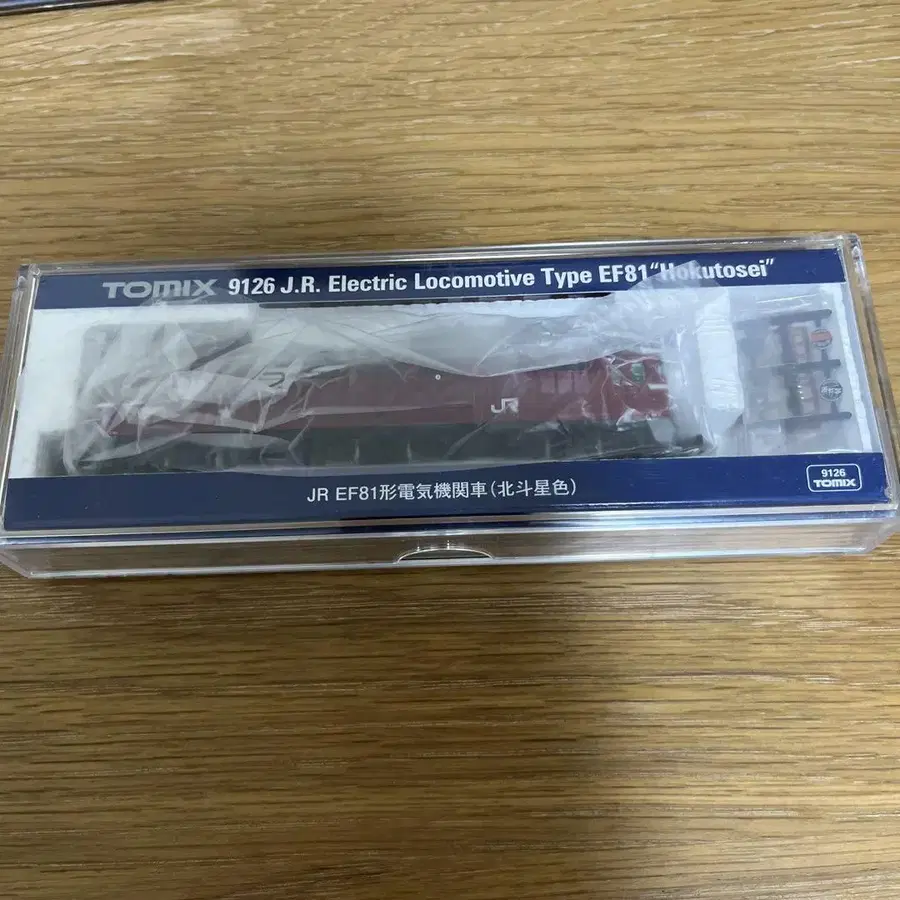 TOMIX 9126 J.R. Electric Locomotive Type EF81 "Hokutosei"
JR
JR EF81形電気機関車(北斗星色)
9126
TOMIX